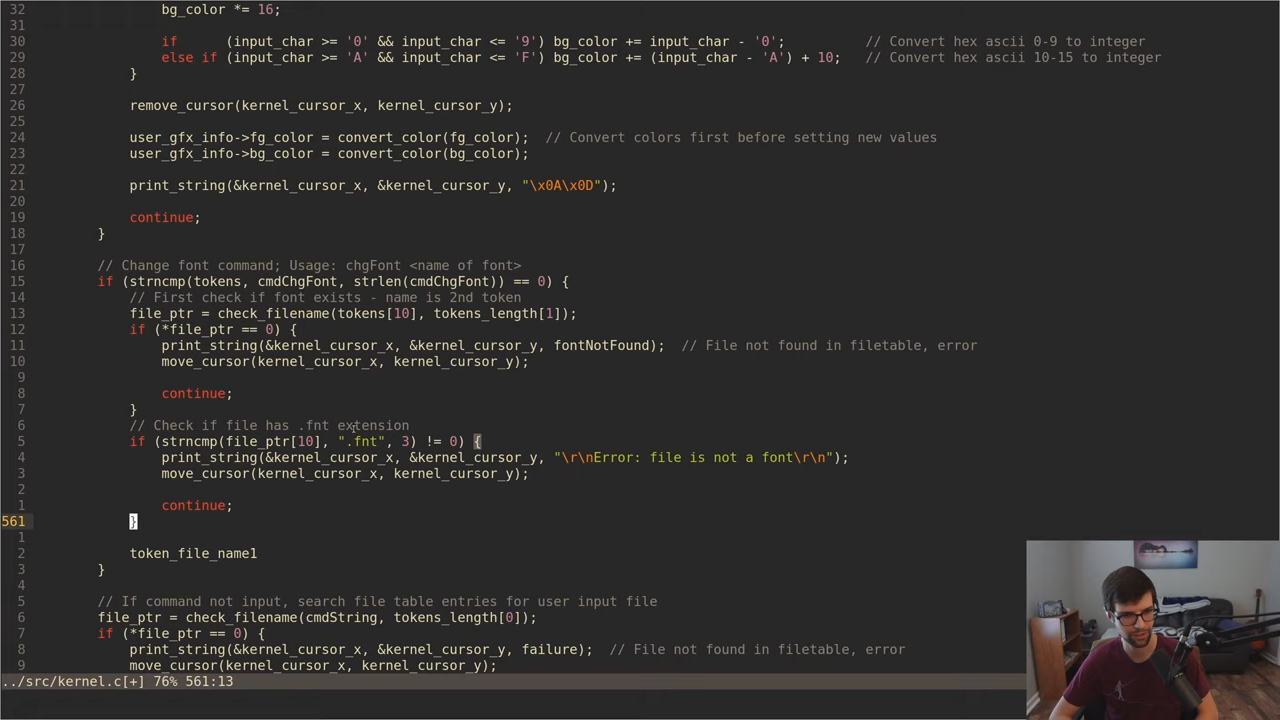 32 bg_color *= 16;
31
30 if (input_char >= '0' && input_char <= '9') bg_color += input_char - '0'; // Convert hex ascii 0-9 to integer
29 else if (input_char >= 'A' && input_char <= 'F') bg_color += (input_char - 'A') + 10; // Convert hex ascii 10-15 to integer
28 }
27
26 remove_cursor(kernel_cursor_x, kernel_cursor_y);
25
24 user_gfx_info->fg_color = convert_color(fg_color); // Convert colors first before setting new values
23 user_gfx_info->bg_color = convert_color(bg_color);
22
21 print_string(&kernel_cursor_x, &kernel_cursor_y, "\x0A\x0D");
20
19 continue;
18 }
17
16 // Change font command; Usage: chgFont <name of font>
15 if (strncmp(tokens, cmdChgFont, strlen(cmdChgFont)) == 0) {
14 // First check if font exists - name is 2nd token
13 file_ptr = check_filename(tokens[10], tokens_length[1]);
12 if (*file_ptr == 0) {
11 print_string(&kernel_cursor_x, &kernel_cursor_y, fontNotFound); // File not found in filetable, error
10 move_cursor(kernel_cursor_x, kernel_cursor_y);
9
8 continue;
7 }
6 // Check if file has .fnt extension
5 if (strncmp(file_ptr[10], ".fnt", 3) != 0) {
4 print_string(&kernel_cursor_x, &kernel_cursor_y, "\r\nError: file is not a font\r\n");
3 move_cursor(kernel_cursor_x, kernel_cursor_y);
2
1 continue;
561 }
1
2 token_file_name1
3 }
4
5 // If command not input, search file table entries for user input file
6 file_ptr = check_filename(cmdString, tokens_length[0]);
7 if (*file_ptr == 0) {
8 print_string(&kernel_cursor_x, &kernel_cursor_y, failure); // File not found in filetable, error
9 move_cursor(kernel_cursor_x, kernel_cursor_y);
../src/kernel.c[+] 76% 561:13